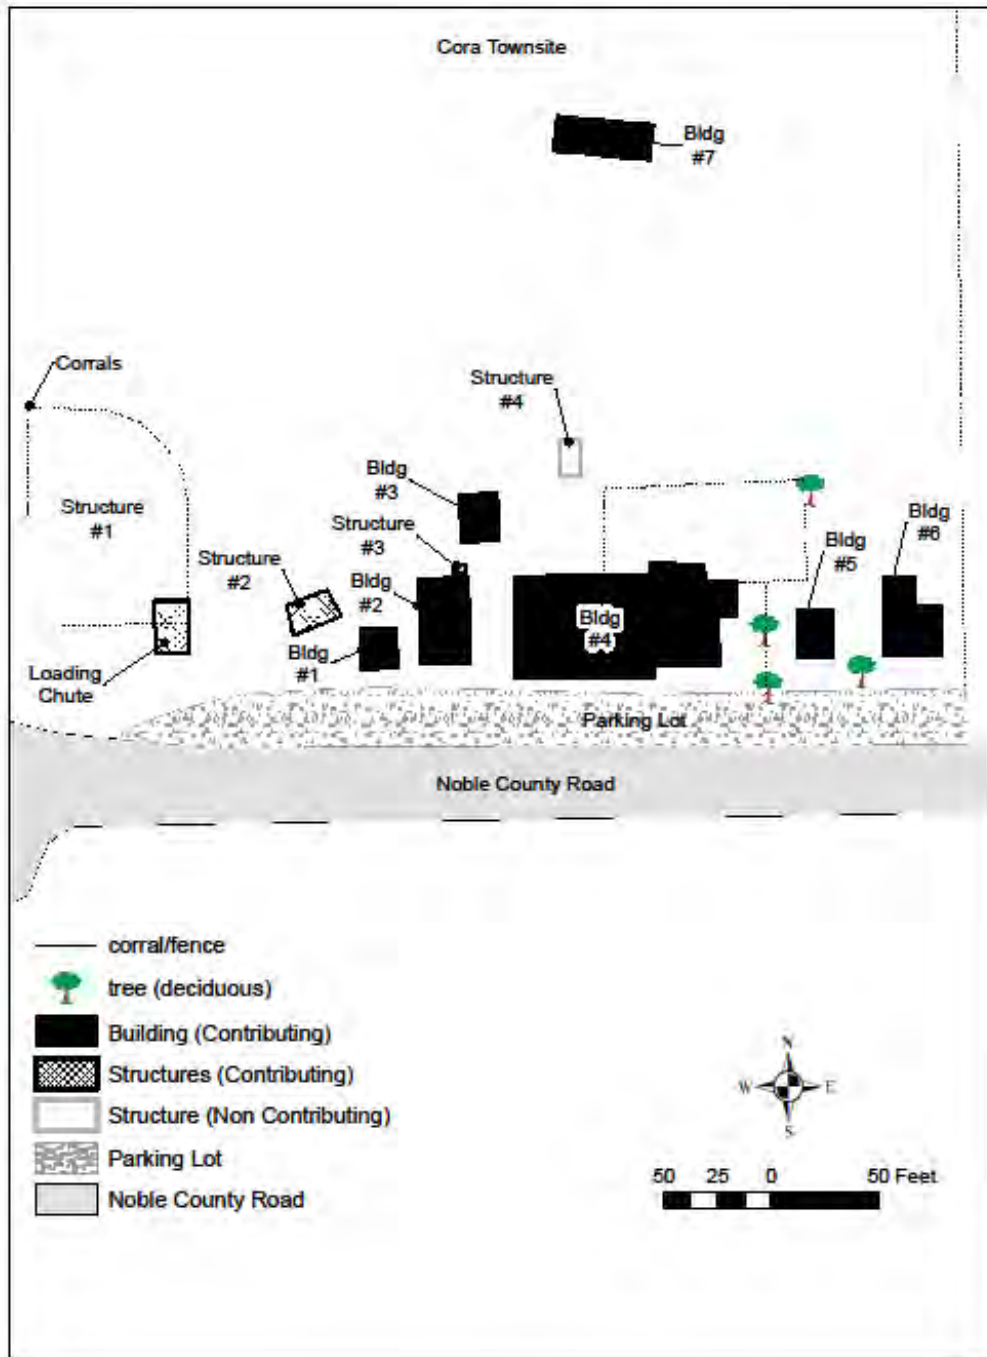 Cora Townsite
Bldg
#7
Corrals
Structure
#4
Bldg
#3
Structure
#1
Structure
#3
Bldg
#6
Bldg
#5
Structure
#2
Bldg
#2
Bldg
#4
Bldg
#1
Loading
Chute
Parking Lot
Noble County Road
corral/fence
tree (deciduous)
Building (Contributing)
Structures (Contributing)
Structure (Non Contributing)
Parking Lot
Noble County Road
N
W E
S
50 25 0 50 Feet